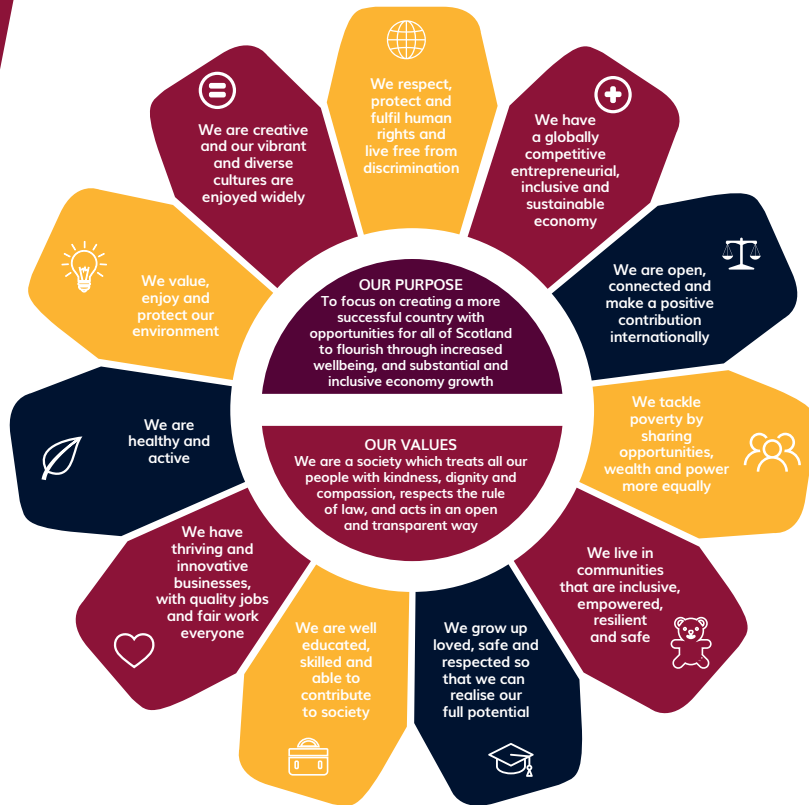 We respect,
protect and
fulfil human
rights and
live free from
discrimination
We have
a globally
competitive
entrepreneurial,
inclusive and
sustainable
economy
We are open,
connected and
make a positive
contribution
internationally
We tackle
poverty by
sharing
opportunities,
wealth and power
more equally
We live in
communities
that are inclusive,
empowered,
resilient
and safe
We grow up
loved, safe and
respected so
that we can
realise our
full potential
We are well
educated,
skilled and
able to
contribute
to society
We have
thriving and
innovative
businesses,
with quality jobs
and fair work
everyone
We are
healthy and
active
We value,
enjoy and
protect our
environment
We are creative
and our vibrant
and diverse
cultures are
enjoyed widely
OUR PURPOSE
To focus on creating a more
successful country with
opportunities for all of Scotland
to flourish through increased
wellbeing, and substantial and
inclusive economy growth
OUR VALUES
We are a society which treats all our
people with kindness, dignity and
compassion, respects the rule
of law, and acts in an open
and transparent way